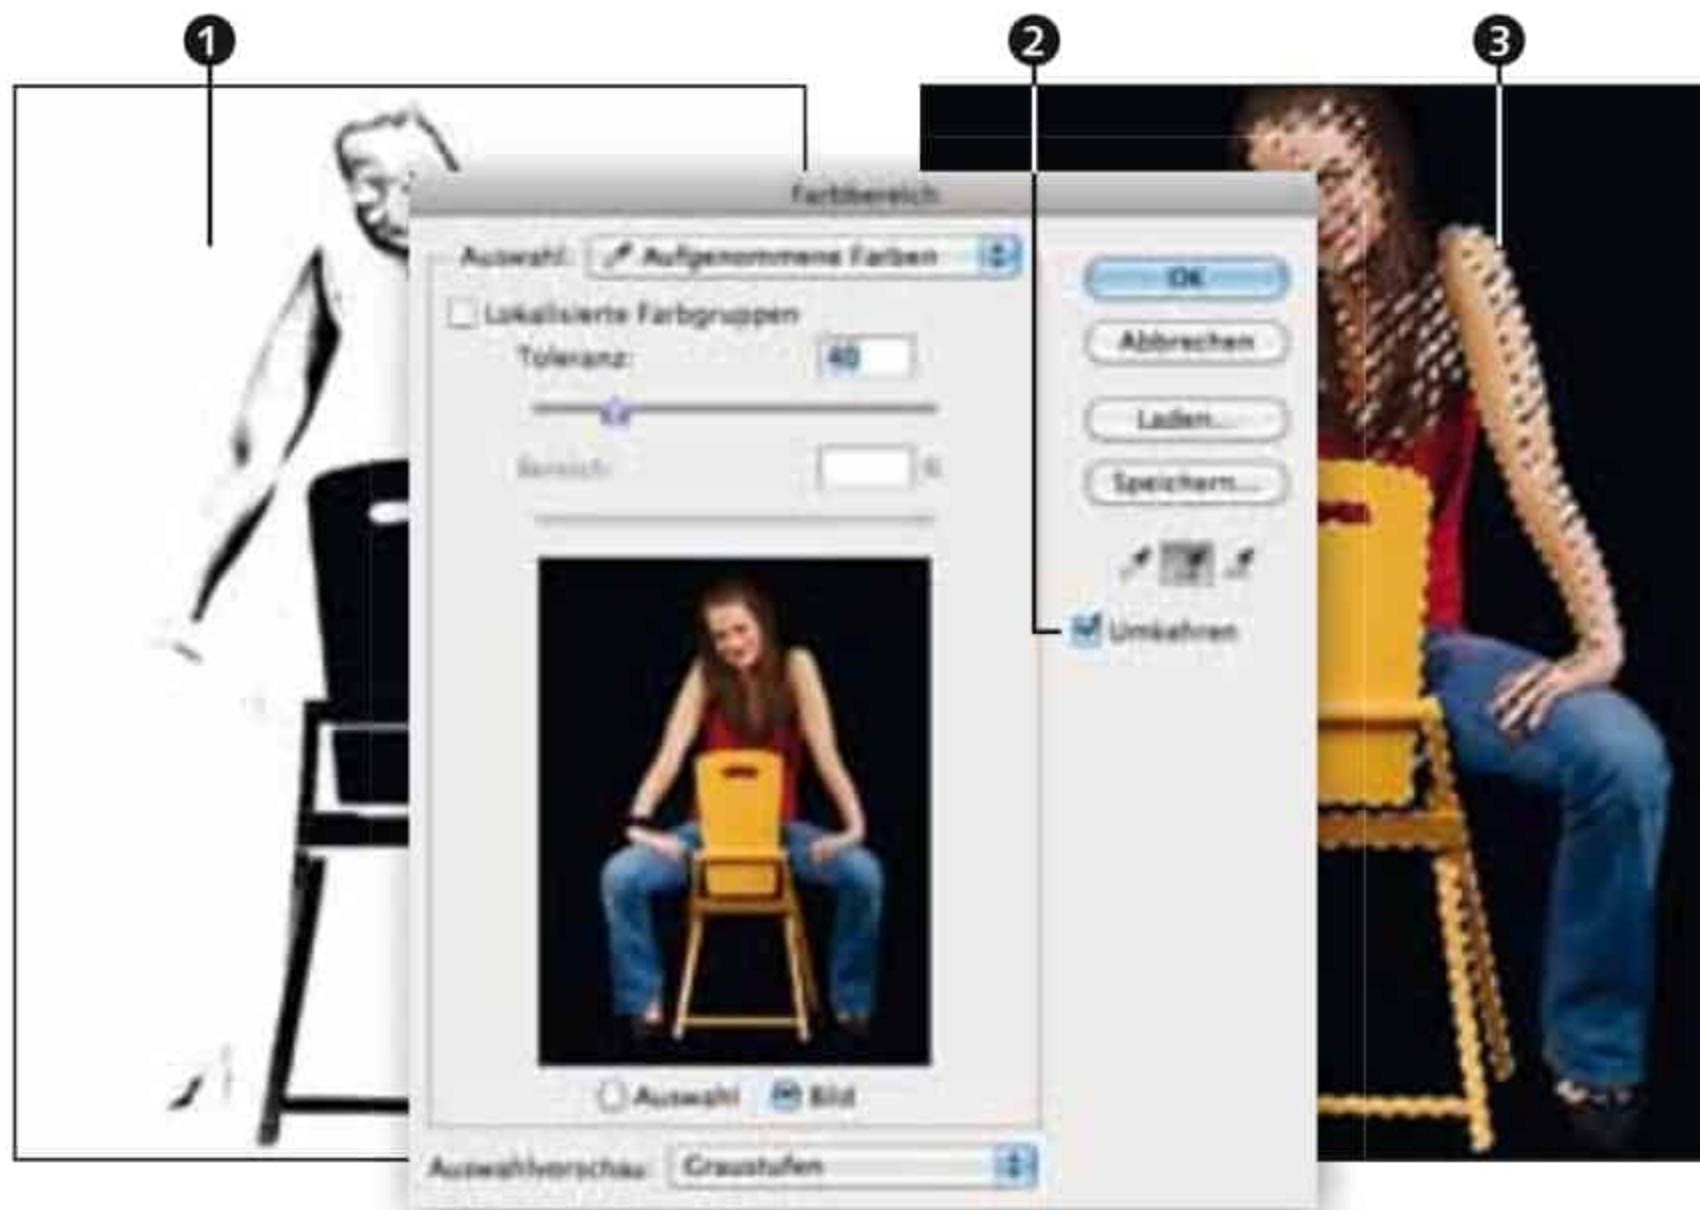 1
2
3
Farbbereich
Auswahl: Aufgenommene Farben
OK
Lokalisierte Farbgruppen
Abbrechen
Toleranz: 40
Laden...
Bereich: %
Speichern...
Umkehren
Auswahl Bild
Auswahlvorschau: Graustufen